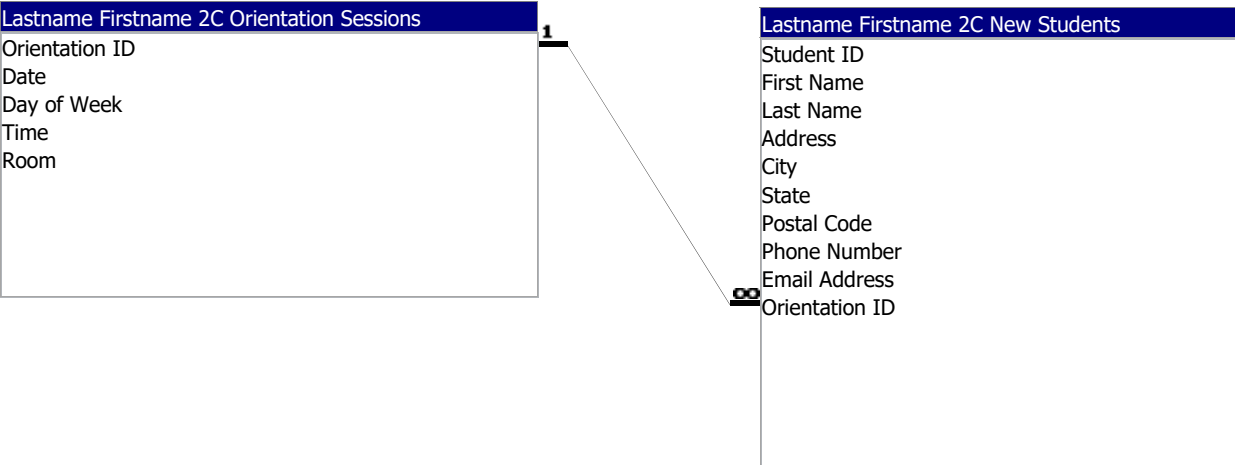 Lastname Firstname 2C Orientation Sessions
Orientation ID
Date
Day of Week
Time
Room
1
∞
Lastname Firstname 2C New Students
Student ID
First Name
Last Name
Address
City
State
Postal Code
Phone Number
Email Address
Orientation ID